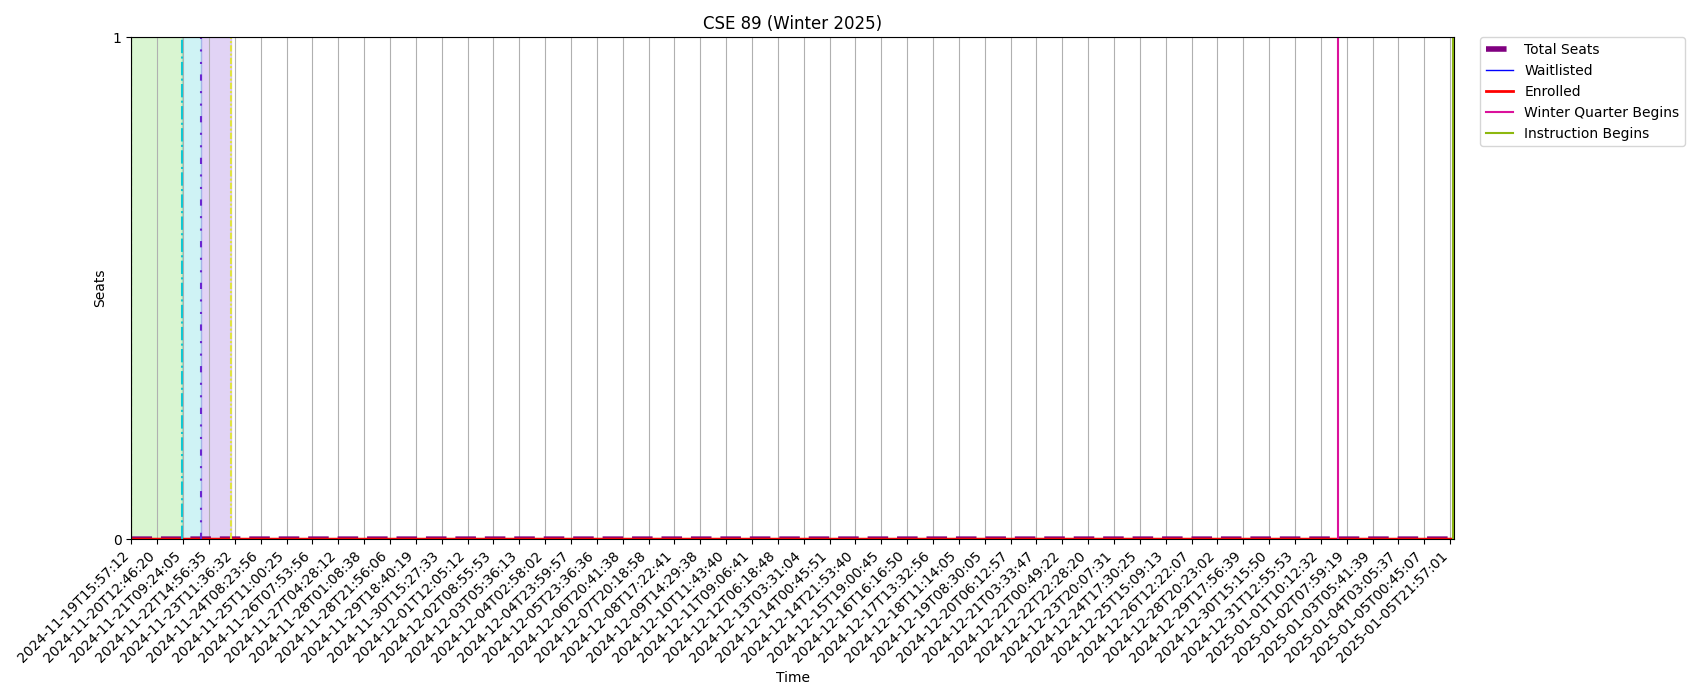 CSE 89 (Winter 2025)
1
0
Seats
Total Seats
Waitlisted
Enrolled
Winter Quarter Begins
Instruction Begins
2024-11-19T15:57:12
2024-11-20T12:46:20
2024-11-21T09:24:05
2024-11-22T14:56:35
2024-11-23T11:36:32
2024-11-24T08:23:56
2024-11-25T11:00:25
2024-11-26T07:53:56
2024-11-27T04:28:12
2024-11-28T01:08:38
2024-11-28T21:56:06
2024-11-29T18:40:19
2024-11-30T15:27:33
2024-12-01T12:05:12
2024-12-02T08:55:53
2024-12-03T05:36:13
2024-12-04T02:58:02
2024-12-04T23:59:57
2024-12-05T23:36:36
2024-12-06T20:41:38
2024-12-07T20:18:58
2024-12-08T17:22:41
2024-12-09T14:29:38
2024-12-10T11:43:40
2024-12-11T09:06:41
2024-12-12T06:18:48
2024-12-13T03:31:04
2024-12-14T00:45:51
2024-12-14T21:53:40
2024-12-15T19:00:45
2024-12-16T16:16:50
2024-12-17T13:32:56
2024-12-18T11:14:05
2024-12-19T08:30:05
2024-12-20T06:12:57
2024-12-21T03:33:47
2024-12-22T00:49:22
2024-12-22T22:28:20
2024-12-23T20:07:31
2024-12-24T17:30:25
2024-12-25T15:09:13
2024-12-26T12:22:07
2024-12-28T20:23:02
2024-12-29T17:56:39
2024-12-30T15:15:50
2024-12-31T12:55:53
2025-01-01T10:12:32
2025-01-02T07:59:19
2025-01-03T05:41:39
2025-01-04T03:05:37
2025-01-05T00:45:07
2025-01-05T21:57:01
Time